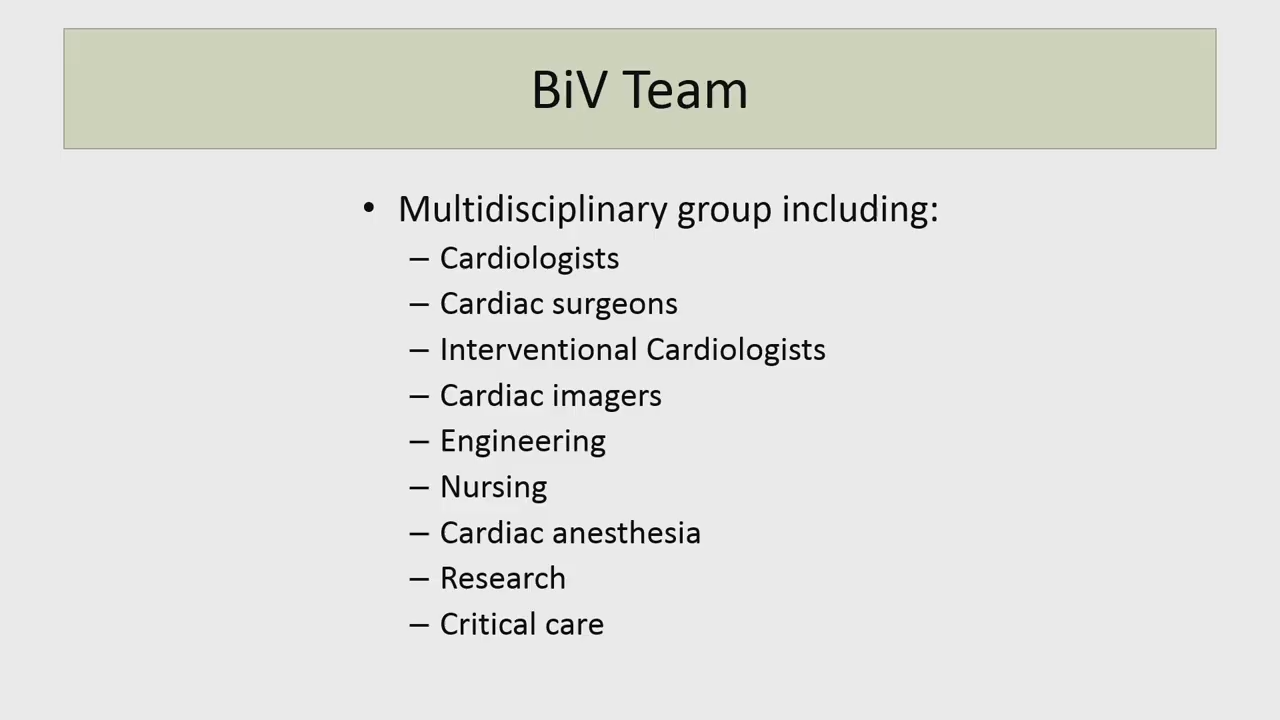 BiV Team
• Multidisciplinary group including:
– Cardiologists
– Cardiac surgeons
– Interventional Cardiologists
– Cardiac imagers
– Engineering
– Nursing
– Cardiac anesthesia
– Research
– Critical care